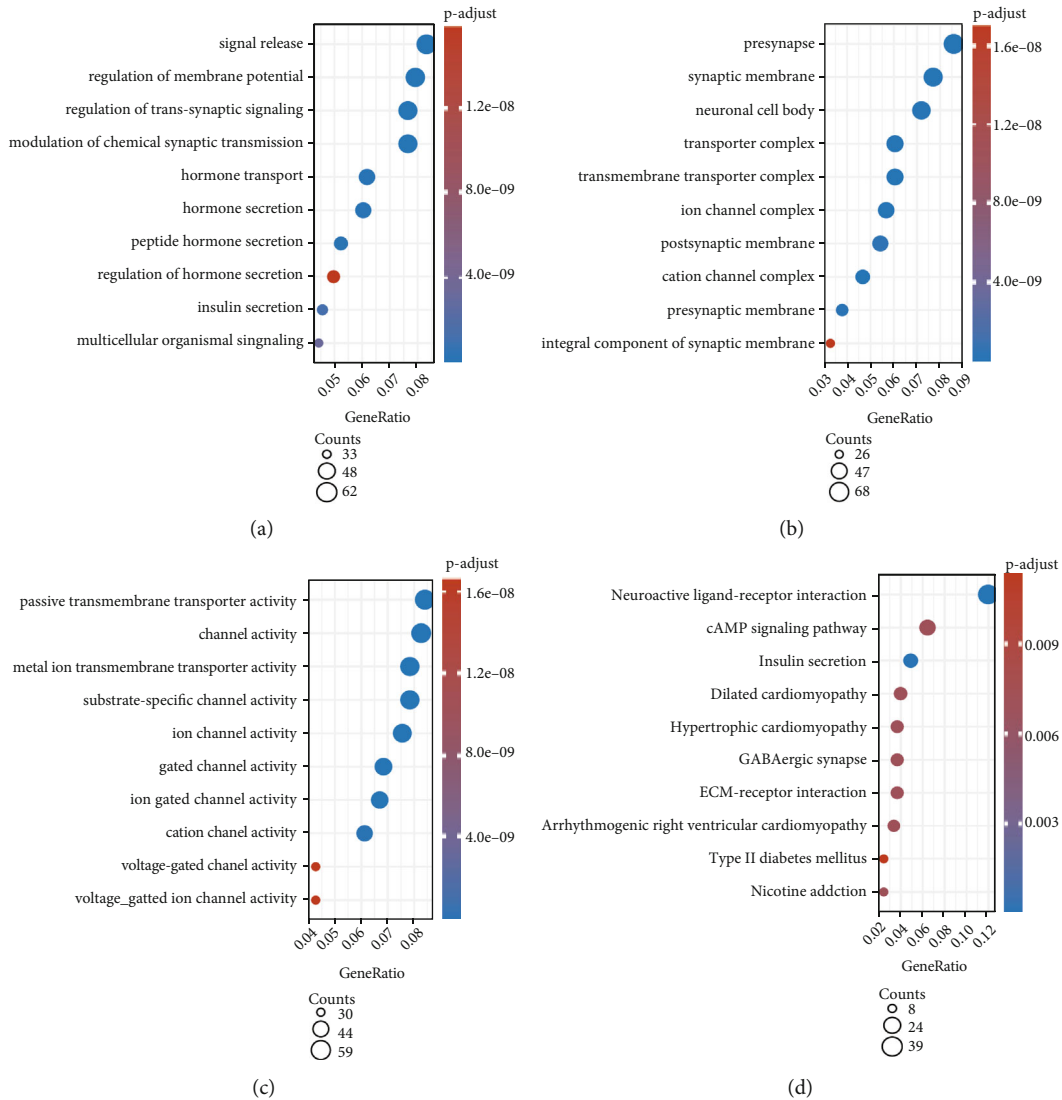 p-adjust
signal release
regulation of membrane potential
regulation of trans-synaptic signaling
modulation of chemical synaptic transmission
hormone transport
hormone secretion
peptide hormone secretion
regulation of hormone secretion
insulin secretion
multicellular organismal singnaling
1.2e–08
8.0e–09
4.0e–09
0.05
0.06
0.07
0.08
GeneRatio
Counts
33
48
62
(a)
p-adjust
presynapse
synaptic membrane
neuronal cell body
transporter complex
transmembrane transporter complex
ion channel complex
postsynaptic membrane
cation channel complex
presynaptic membrane
integral component of synaptic membrane
1.6e–08
1.2e–08
8.0e–09
4.0e–09
0.03
0.04
0.05
0.06
0.07
0.08
0.09
GeneRatio
Counts
26
47
68
(b)
p-adjust
passive transmembrane transporter activity
channel activity
metal ion transmembrane transporter activity
substrate-specific channel activity
ion channel activity
gated channel activity
ion gated channel activity
cation chanel activity
voltage-gated chanel activity
voltage_gatted ion channel activity
1.6e–08
1.2e–08
8.0e–09
4.0e–09
0.04
0.05
0.06
0.07
0.08
GeneRatio
Counts
30
44
59
(c)
p-adjust
Neuroactive ligand-receptor interaction
cAMP signaling pathway
Insulin secretion
Dilated cardiomyopathy
Hypertrophic cardiomyopathy
GABAergic synapse
ECM-receptor interaction
Arrhythmogenic right ventricular cardiomyopathy
Type II diabetes mellitus
Nicotine addction
0.009
0.006
0.003
0.02
0.04
0.06
0.08
0.10
0.12
GeneRatio
Counts
8
24
39
(d)